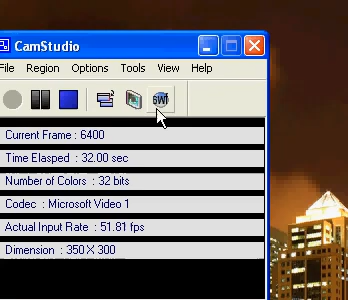 CamStudio
File Region Options Tools View Help
SWF
Current Frame : 6400
Time Elasped : 32.00 sec
Number of Colors : 32 bits
Codec : Microsoft Video 1
Actual Input Rate : 51.81 fps
Dimension : 350 X 300